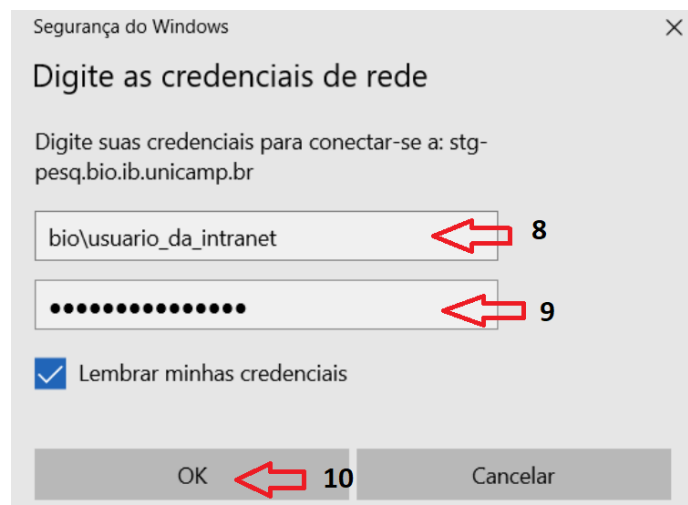 Segurança do Windows
Digite as credenciais de rede
Digite suas credenciais para conectar-se a: stg-
pesq.bio.ib.unicamp.br
bio\usuario_da_intranet
8
●●●●●●●●●●●●●●●
9
Lembrar minhas credenciais
OK 10 Cancelar